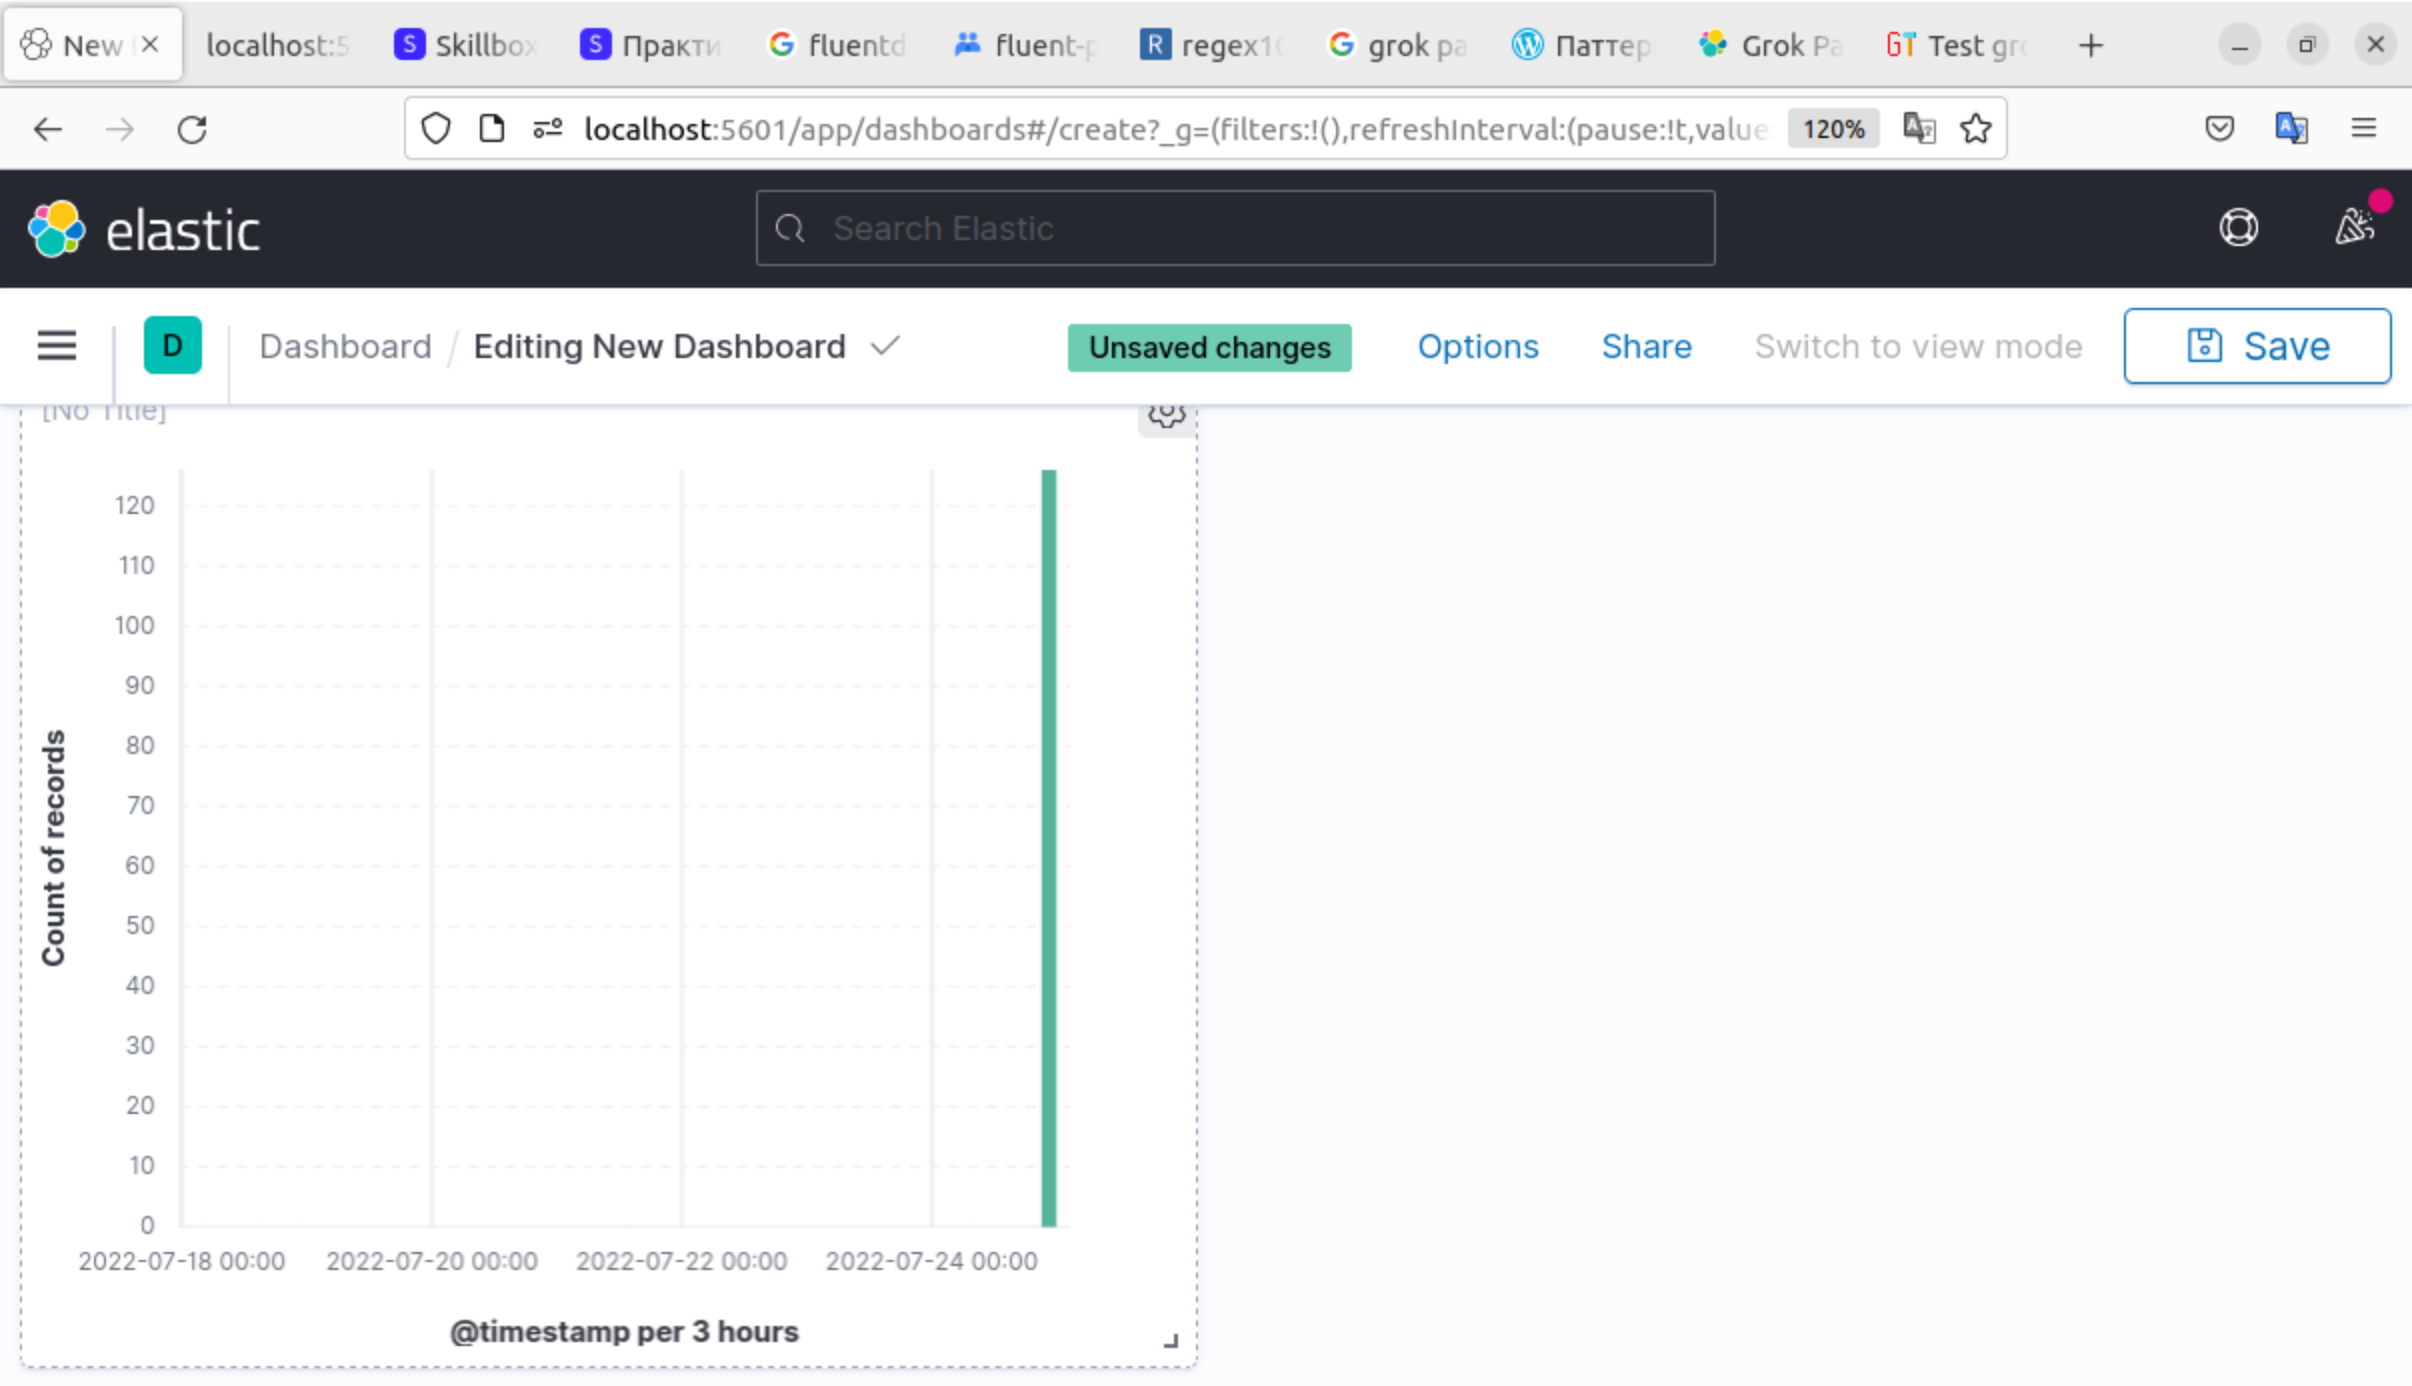 New
localhost:5
S Skillbox
S Практи
fluentd
fluent-p
R regex10
grok pa
Паттер
Grok Pa
GT Test gro
localhost:5601/app/dashboards#/create?_g=(filters:!(),refreshInterval:(pause:!t,value
120%
elastic
Search Elastic
D
Dashboard / Editing New Dashboard
Unsaved changes
Options
Share
Switch to view mode
Save
[No Title]
120
110
100
90
80
70
60
50
40
30
20
10
0
Count of records
2022-07-18 00:00
2022-07-20 00:00
2022-07-22 00:00
2022-07-24 00:00
@timestamp per 3 hours